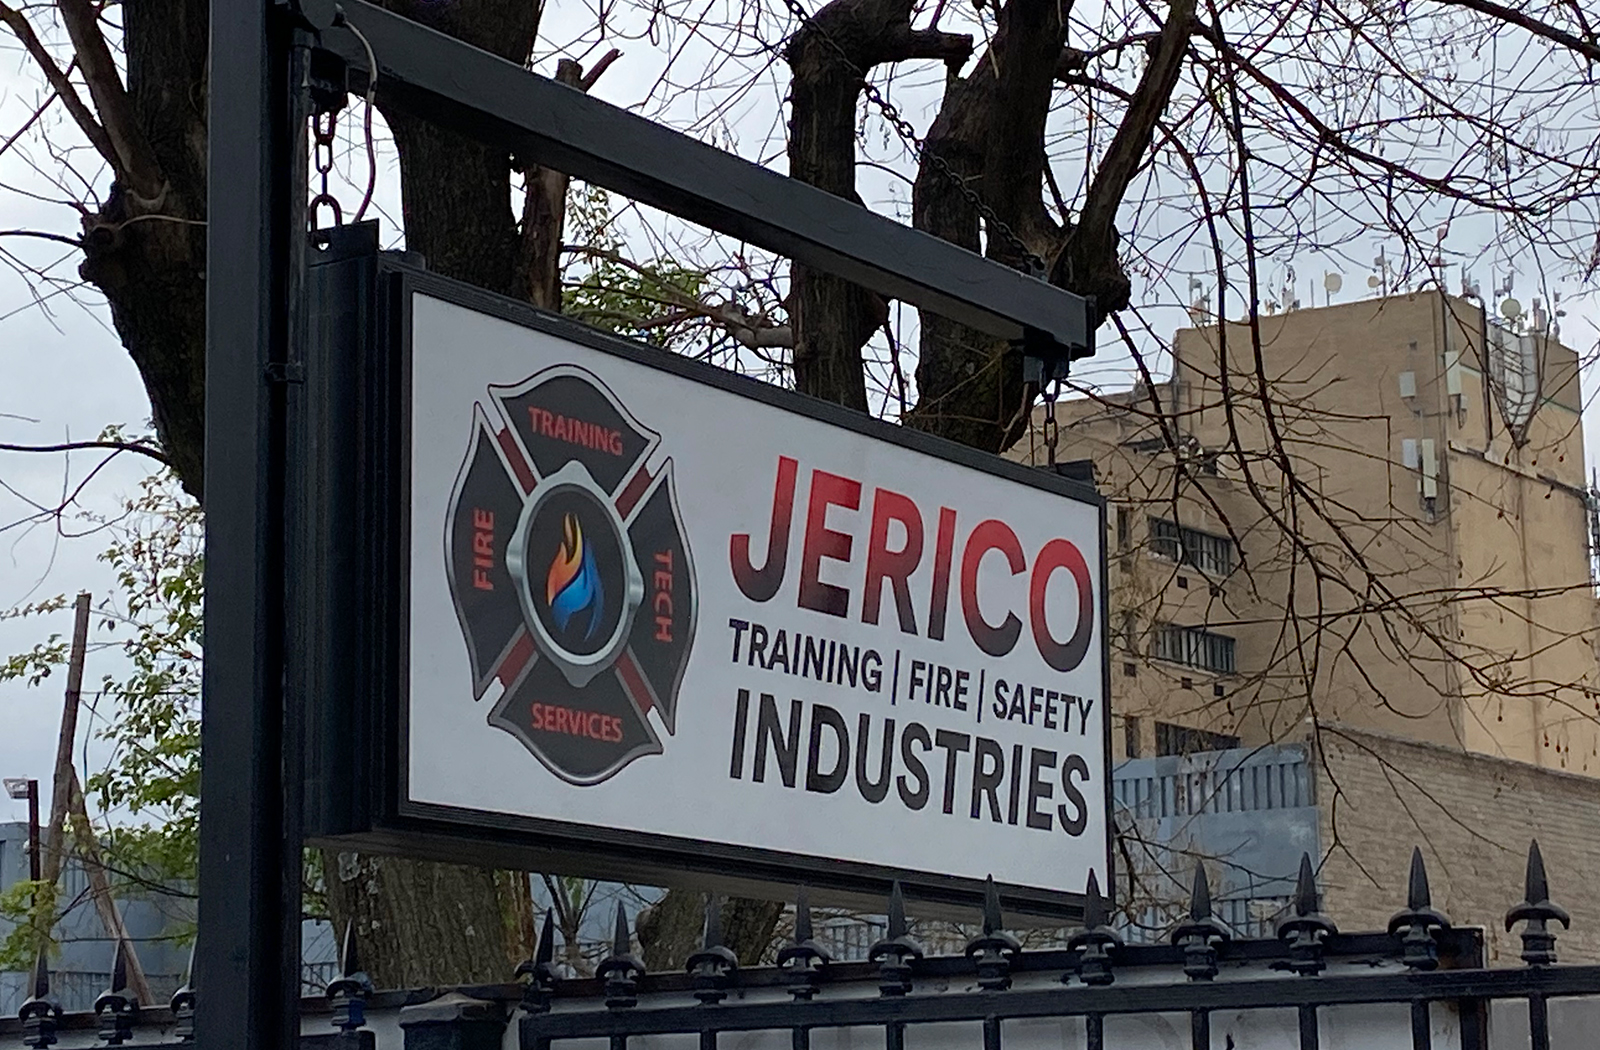 TRAINING
FIRE
TECH
SERVICES
JERICO
TRAINING | FIRE | SAFETY
INDUSTRIES